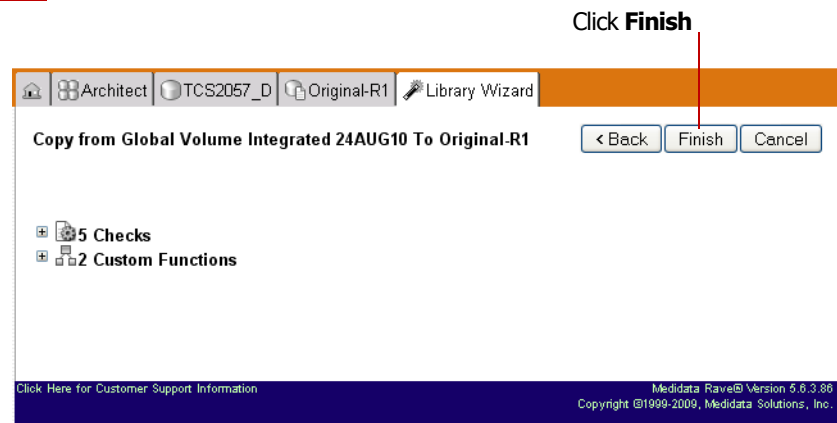 Click Finish
Architect TCS2057_D Original-R1 Library Wizard
Copy from Global Volume Integrated 24AUG10 To Original-R1 < Back Finish Cancel
5 Checks
2 Custom Functions
Click Here for Customer Support Information Medidata Rave® Version 5.6.3.86
Copyright ©1999-2009, Medidata Solutions, Inc.